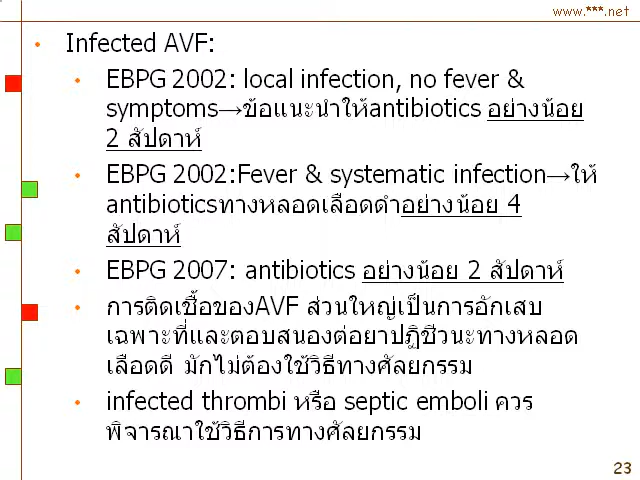 www.***.net
• Infected AVF:
• EBPG 2002: local infection, no fever &
symptoms→ข้อแนะนำให้antibiotics อย่างน้อย
2 สัปดาห์
• EBPG 2002:Fever & systematic infection→ให้
antibioticsทางหลอดเลือดดำอย่างน้อย 4
สัปดาห์
• EBPG 2007: antibiotics อย่างน้อย 2 สัปดาห์
• การติดเชื้อของAVF ส่วนใหญ่เป็นการอักเสบ
เฉพาะที่และตอบสนองต่อยาปฏิชีวนะทางหลอด
เลือดดี มักไม่ต้องใช้วิธีทางศัลยกรรม
• infected thrombi หรือ septic emboli ควร
พิจารณาใช้วิธีการทางศัลยกรรม
23